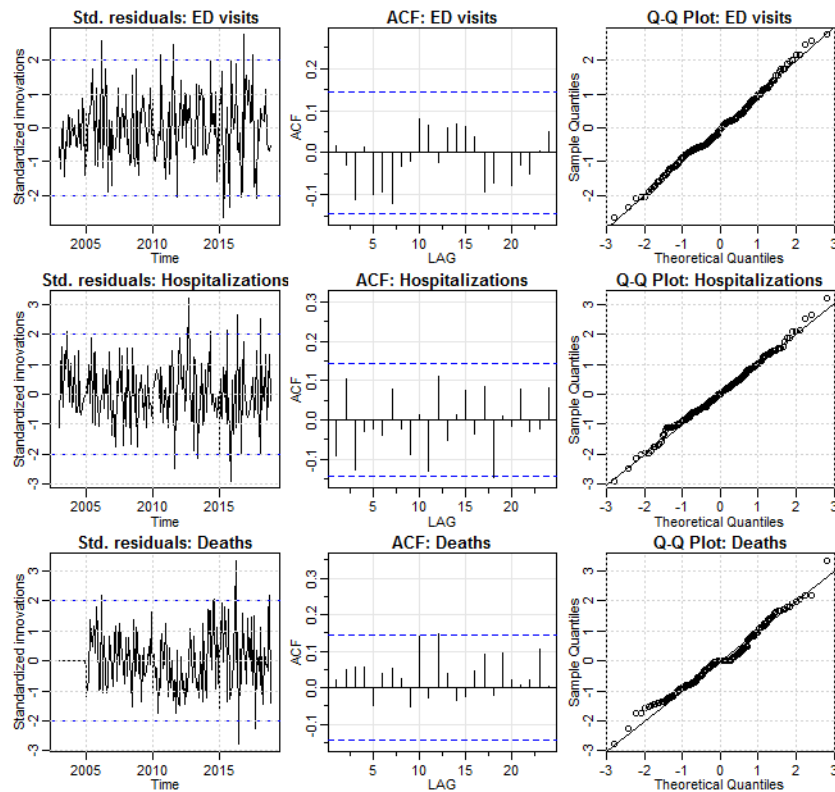 Std. residuals: ED visits
Standardized innovations
2
1
0
-1
-2
2005 2010 2015
Time
ACF: ED visits
ACF
0.3
0.2
0.1
0.0
-0.1
5 10 15 20
LAG
Q-Q Plot: ED visits
Sample Quantiles
2
1
0
-1
-2
-3 -2 -1 0 1 2 3
Theoretical Quantiles
Std. residuals: Hospitalizations
Standardized innovations
3
2
1
0
-1
-2
-3
2005 2010 2015
Time
ACF: Hospitalizations
ACF
0.3
0.2
0.1
0.0
-0.1
5 10 15 20
LAG
Q-Q Plot: Hospitalizations
Sample Quantiles
3
2
1
0
-1
-2
-3
-3 -2 -1 0 1 2 3
Theoretical Quantiles
Std. residuals: Deaths
Standardized innovations
3
2
1
0
-1
-2
-3
2005 2010 2015
Time
ACF: Deaths
ACF
0.3
0.2
0.1
0.0
-0.1
5 10 15 20
LAG
Q-Q Plot: Deaths
Sample Quantiles
3
2
1
0
-1
-2
-3
-3 -2 -1 0 1 2 3
Theoretical Quantiles